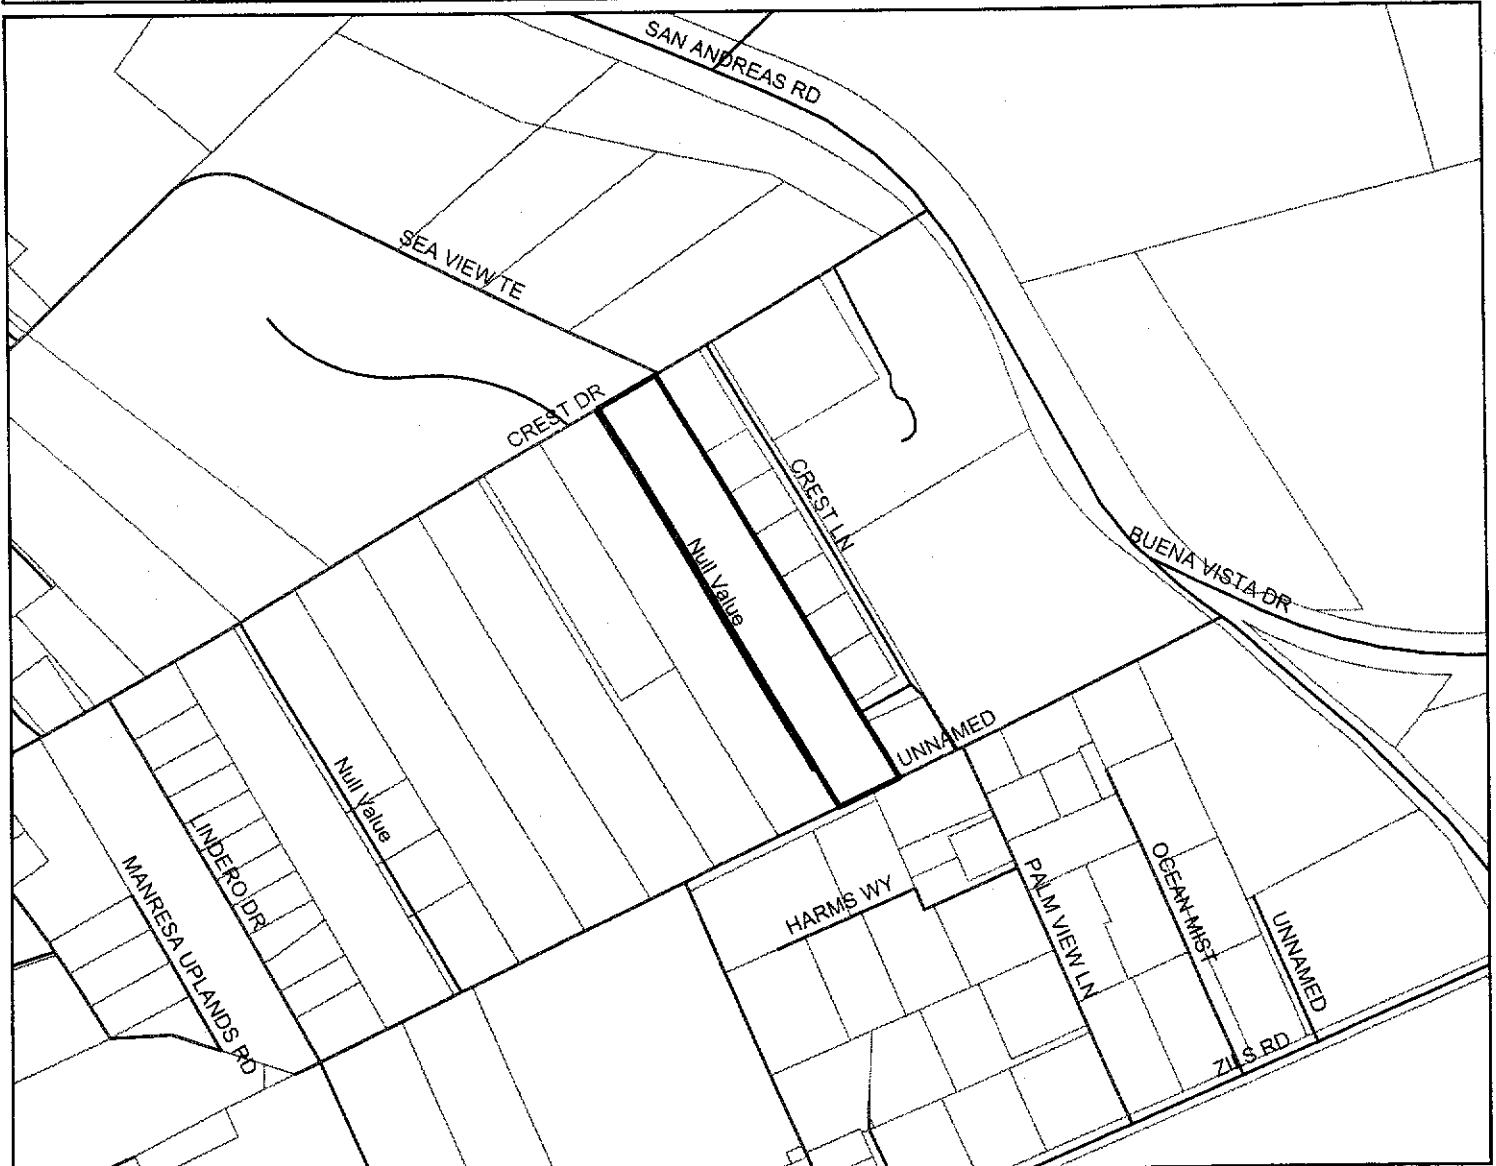 SAN ANDREAS RD
SEA VIEW TE
CREST DR
CREST LN
Null Value
BUENA VISTA DR
UNNAMED
Null Value
LINDERO DR
MANRESA UPLANDS RD
HARMS WY
PALM VIEW LN
OCEAN MIST
UNNAMED
ZILS RD